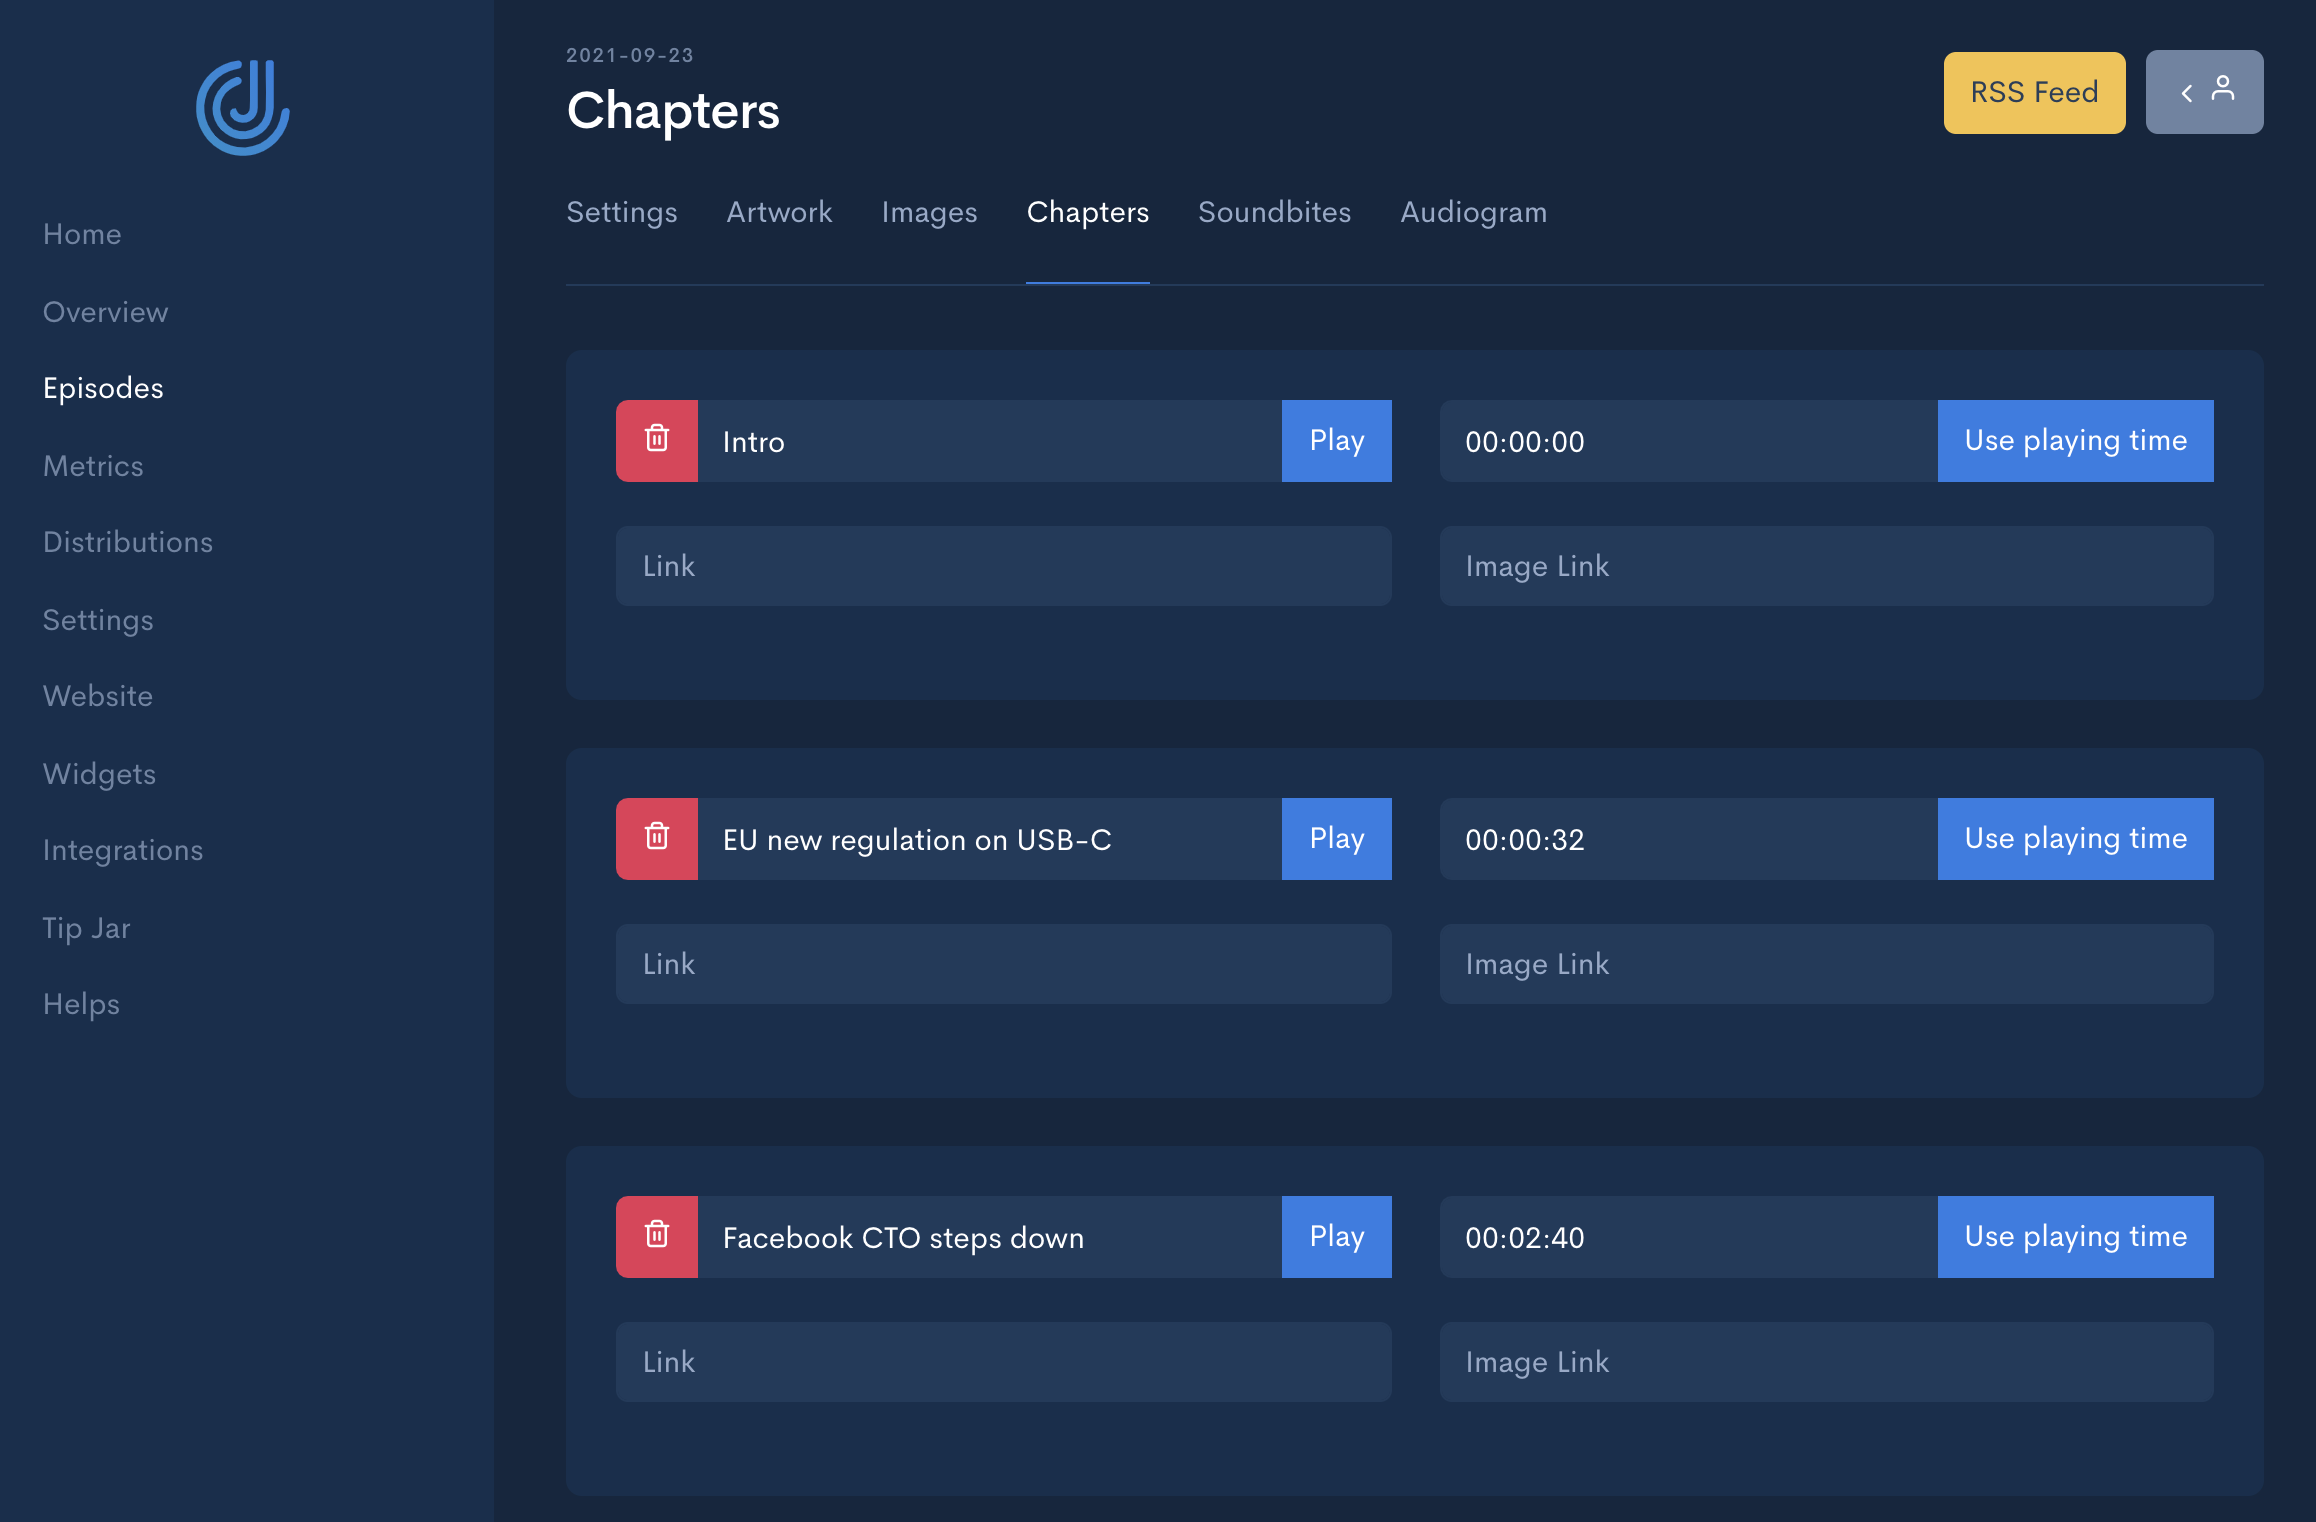 Home
Overview
Episodes
Metrics
Distributions
Settings
Website
Widgets
Integrations
Tip Jar
Helps
2021-09-23
Chapters
RSS Feed
Settings Artwork Images Chapters Soundbites Audiogram
Intro Play 00:00:00 Use playing time
Link Image Link
EU new regulation on USB-C Play 00:00:32 Use playing time
Link Image Link
Facebook CTO steps down Play 00:02:40 Use playing time
Link Image Link